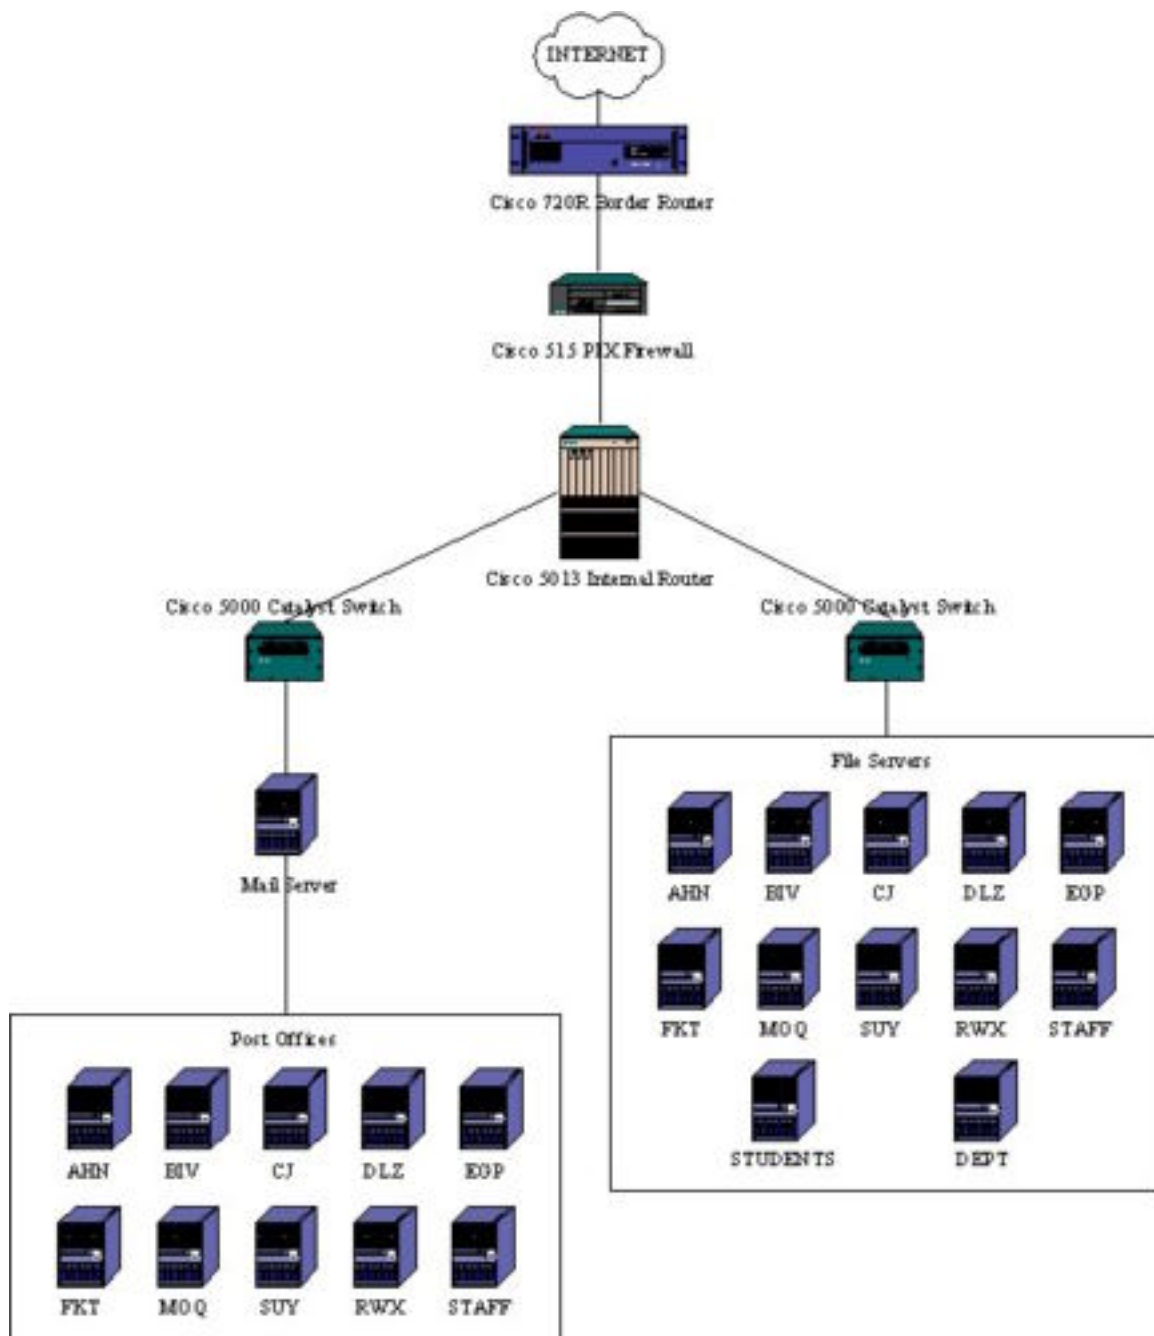 INTERNET
Cisco 720R Border Router
Cisco 515 PIX Firewall
Cisco 5013 Internal Router
Cisco 5000 Catalyst Switch
Cisco 5000 Catalyst Switch
Mail Server
File Servers
AHN BIV CJ DLZ EGP
FKT MOQ SUY RWX STAFF
STUDENTS DEPT
Post Offices
AHN BIV CJ DLZ EGP
FKT MOQ SUY RWX STAFF